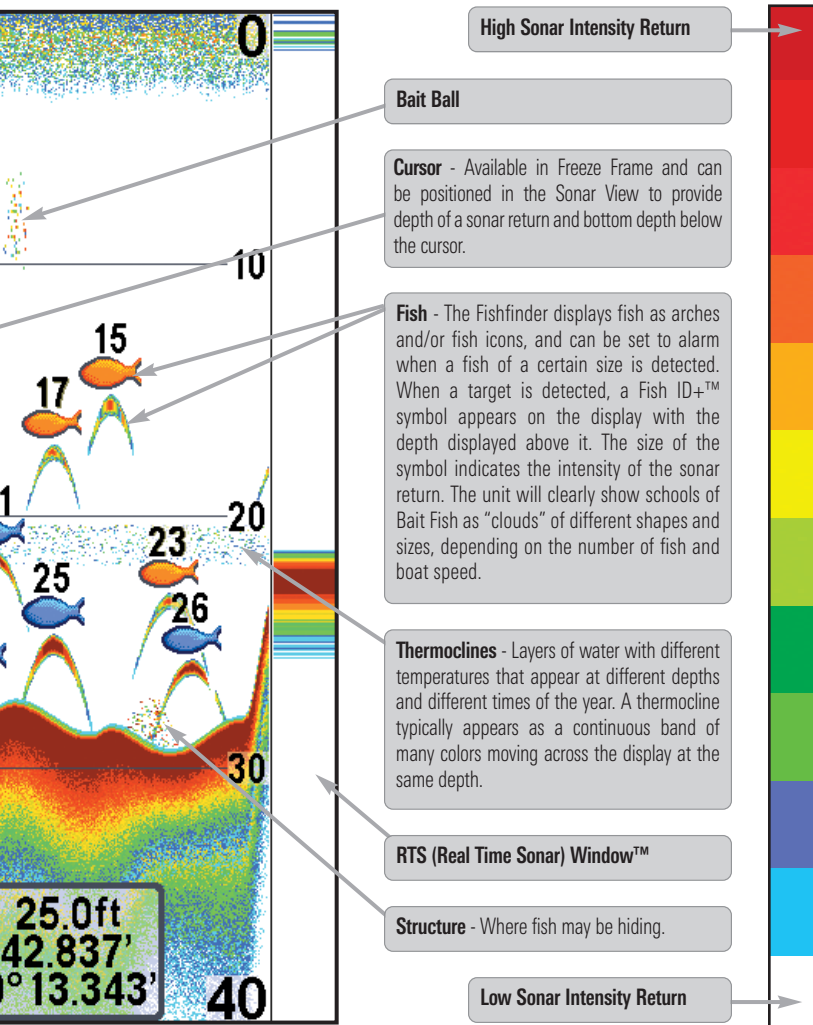 0
High Sonar Intensity Return
Bait Ball
Cursor - Available in Freeze Frame and can
be positioned in the Sonar View to provide
depth of a sonar return and bottom depth below
the cursor.
10
Fish - The Fishfinder displays fish as arches
and/or fish icons, and can be set to alarm
when a fish of a certain size is detected.
When a target is detected, a Fish ID+™
symbol appears on the display with the
depth displayed above it. The size of the
symbol indicates the intensity of the sonar
return. The unit will clearly show schools of
Bait Fish as “clouds” of different shapes and
sizes, depending on the number of fish and
boat speed.
15
17
1
20
23
25
26
Thermoclines - Layers of water with different
temperatures that appear at different depths
and different times of the year. A thermocline
typically appears as a continuous band of
many colors moving across the display at the
same depth.
30
RTS (Real Time Sonar) Window™
Structure - Where fish may be hiding.
25.0ft
42.837’
° 13.343’
40
Low Sonar Intensity Return